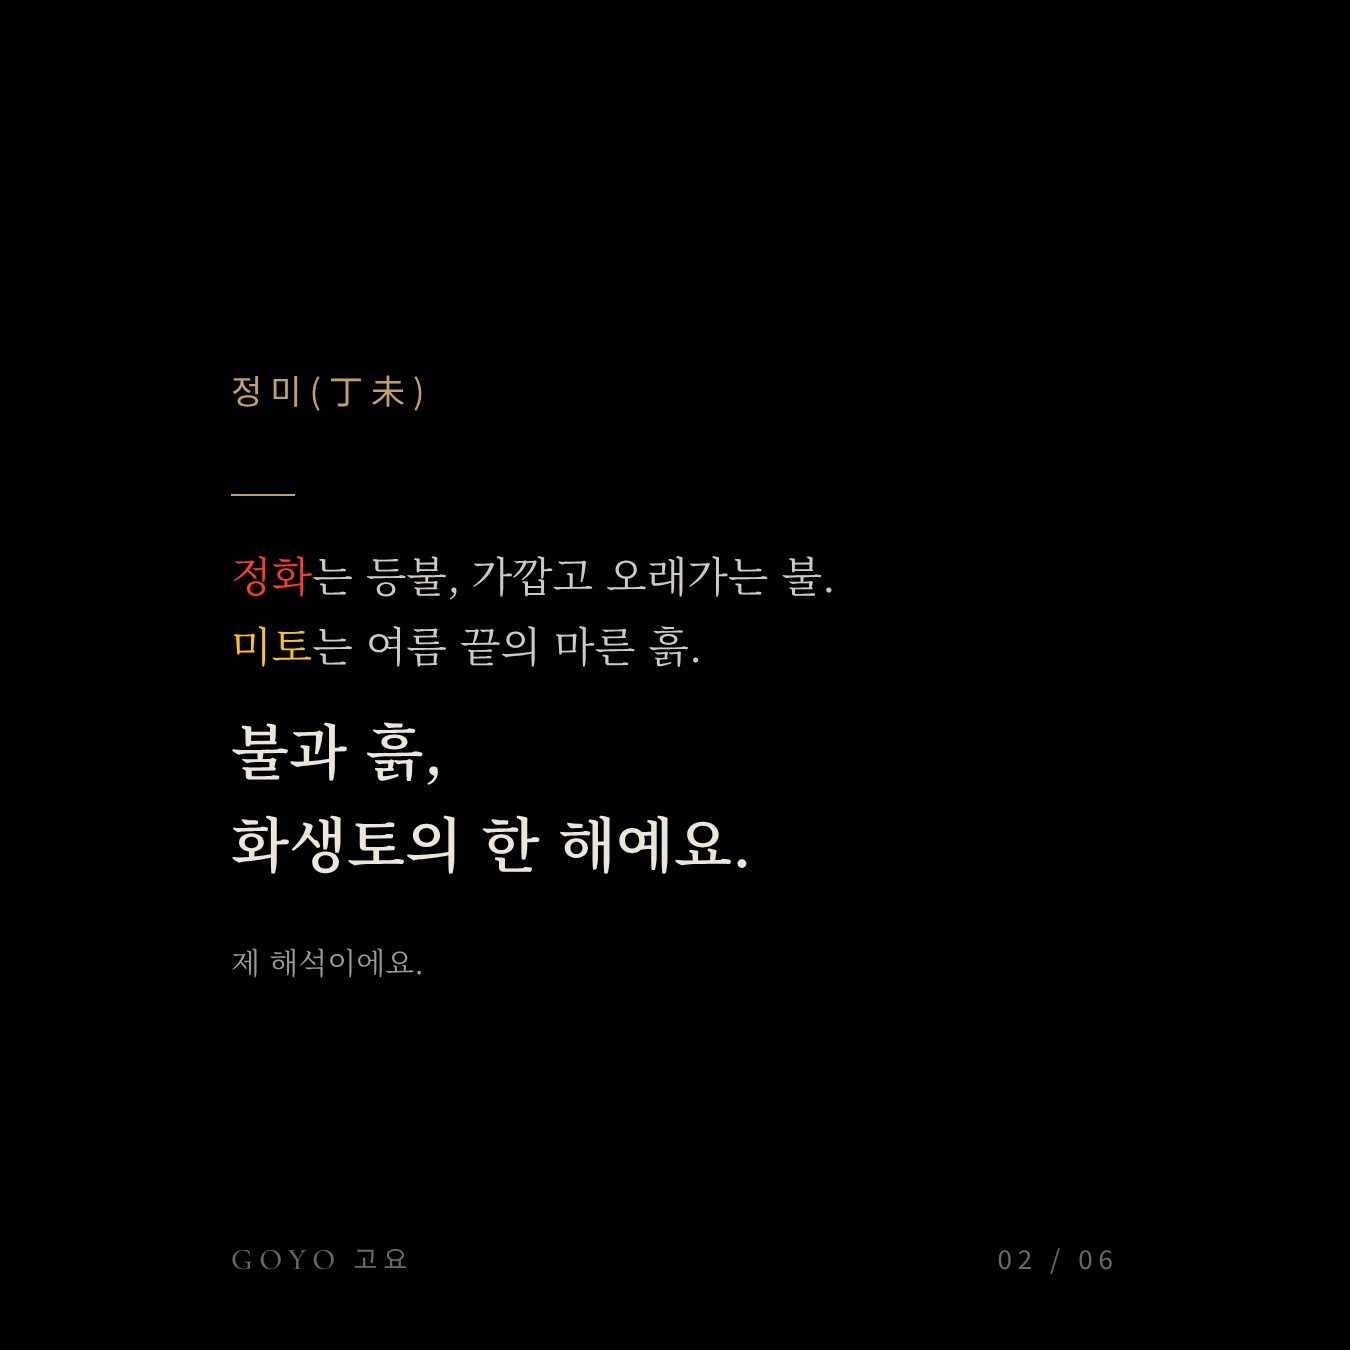 정미(丁未)
정화는 등불, 가깝고 오래가는 불.
미토는 여름 끝의 마른 흙.
불과 흙,
화생토의 한 해예요.
제 해석이에요.
GOYO 고요
02 / 06